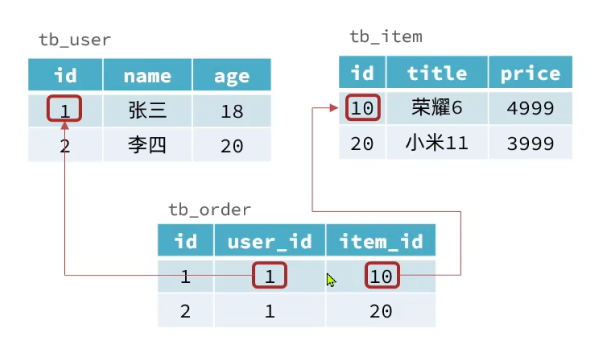 tb_user
id name age
1 张三 18
2 李四 20
tb_item
id title price
10 荣耀6 4999
20 小米11 3999
tb_order
id user_id item_id
1 1 10
2 1 20